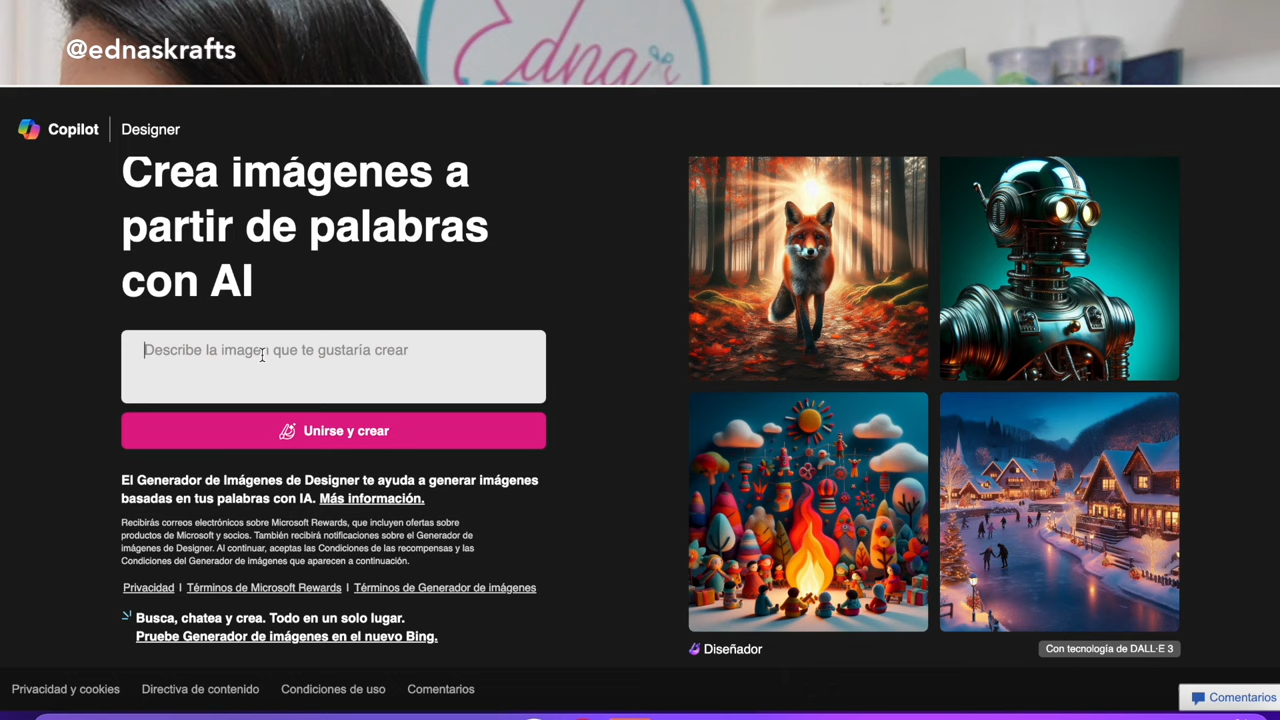 @ednaskrafts
Edna
Copilot
Designer
Crea imágenes a
partir de palabras
con AI
Describe la imagen que te gustaría crear
Unirse y crear
El Generador de Imágenes de Designer te ayuda a generar imágenes
basadas en tus palabras con IA. Más información.
Recibirás correos electrónicos sobre Microsoft Rewards, que incluyen ofertas sobre
productos de Microsoft y socios. También recibirá notificaciones sobre el Generador de
imágenes de Designer. Al continuar, aceptas las Condiciones de las recompensas y las
Condiciones del Generador de imágenes que aparecen a continuación.
Privacidad | Términos de Microsoft Rewards | Términos de Generador de imágenes
Busca, chatea y crea. Todo en un solo lugar.
Pruebe Generador de imágenes en el nuevo Bing.
Diseñador
Con tecnología de DALL·E 3
Privacidad y cookies
Directiva de contenido
Condiciones de uso
Comentarios
Comentarios